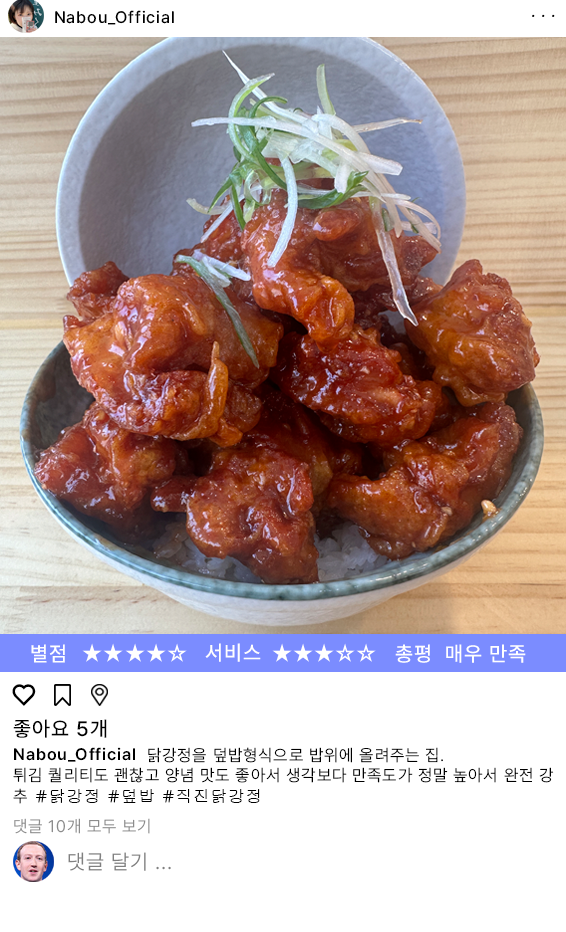 Nabou_Official
별점 ★★★★☆ 서비스 ★★★☆☆ 총평 매우 만족
좋아요 5개
Nabou_Official 닭강정을 덮밥형식으로 밥위에 올려주는 집.
튀김 퀄리티도 괜찮고 양념 맛도 좋아서 생각보다 만족도가 정말 높아서 완전 강
추 #닭강정 #덮밥 #직진닭강정
댓글 10개 모두 보기
댓글 달기 ...